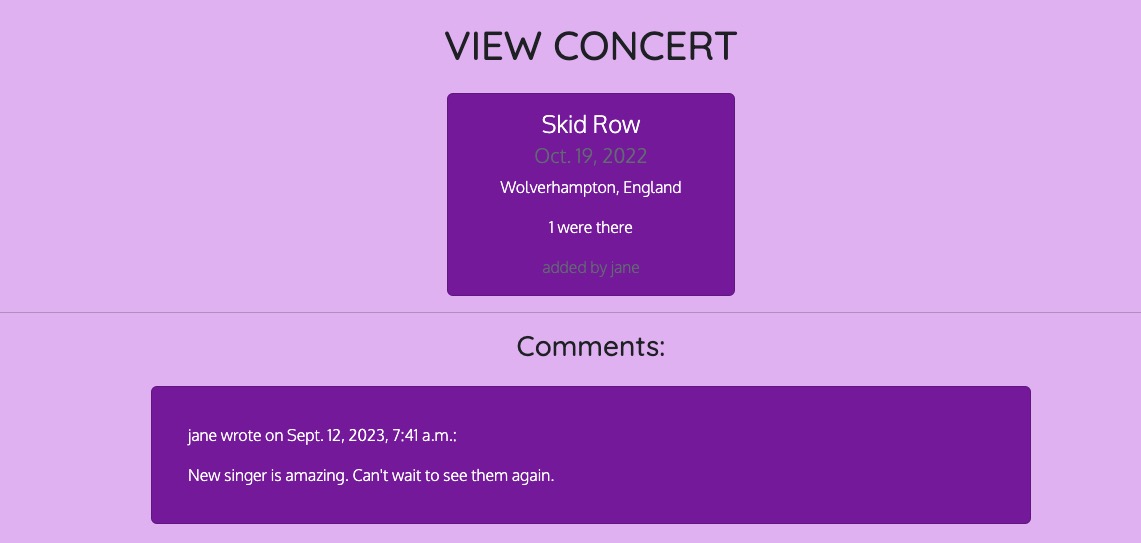 VIEW CONCERT
Skid Row
Oct. 19, 2022
Wolverhampton, England
1 were there
added by jane
Comments:
jane wrote on Sept. 12, 2023, 7:41 a.m.:
New singer is amazing. Can't wait to see them again.